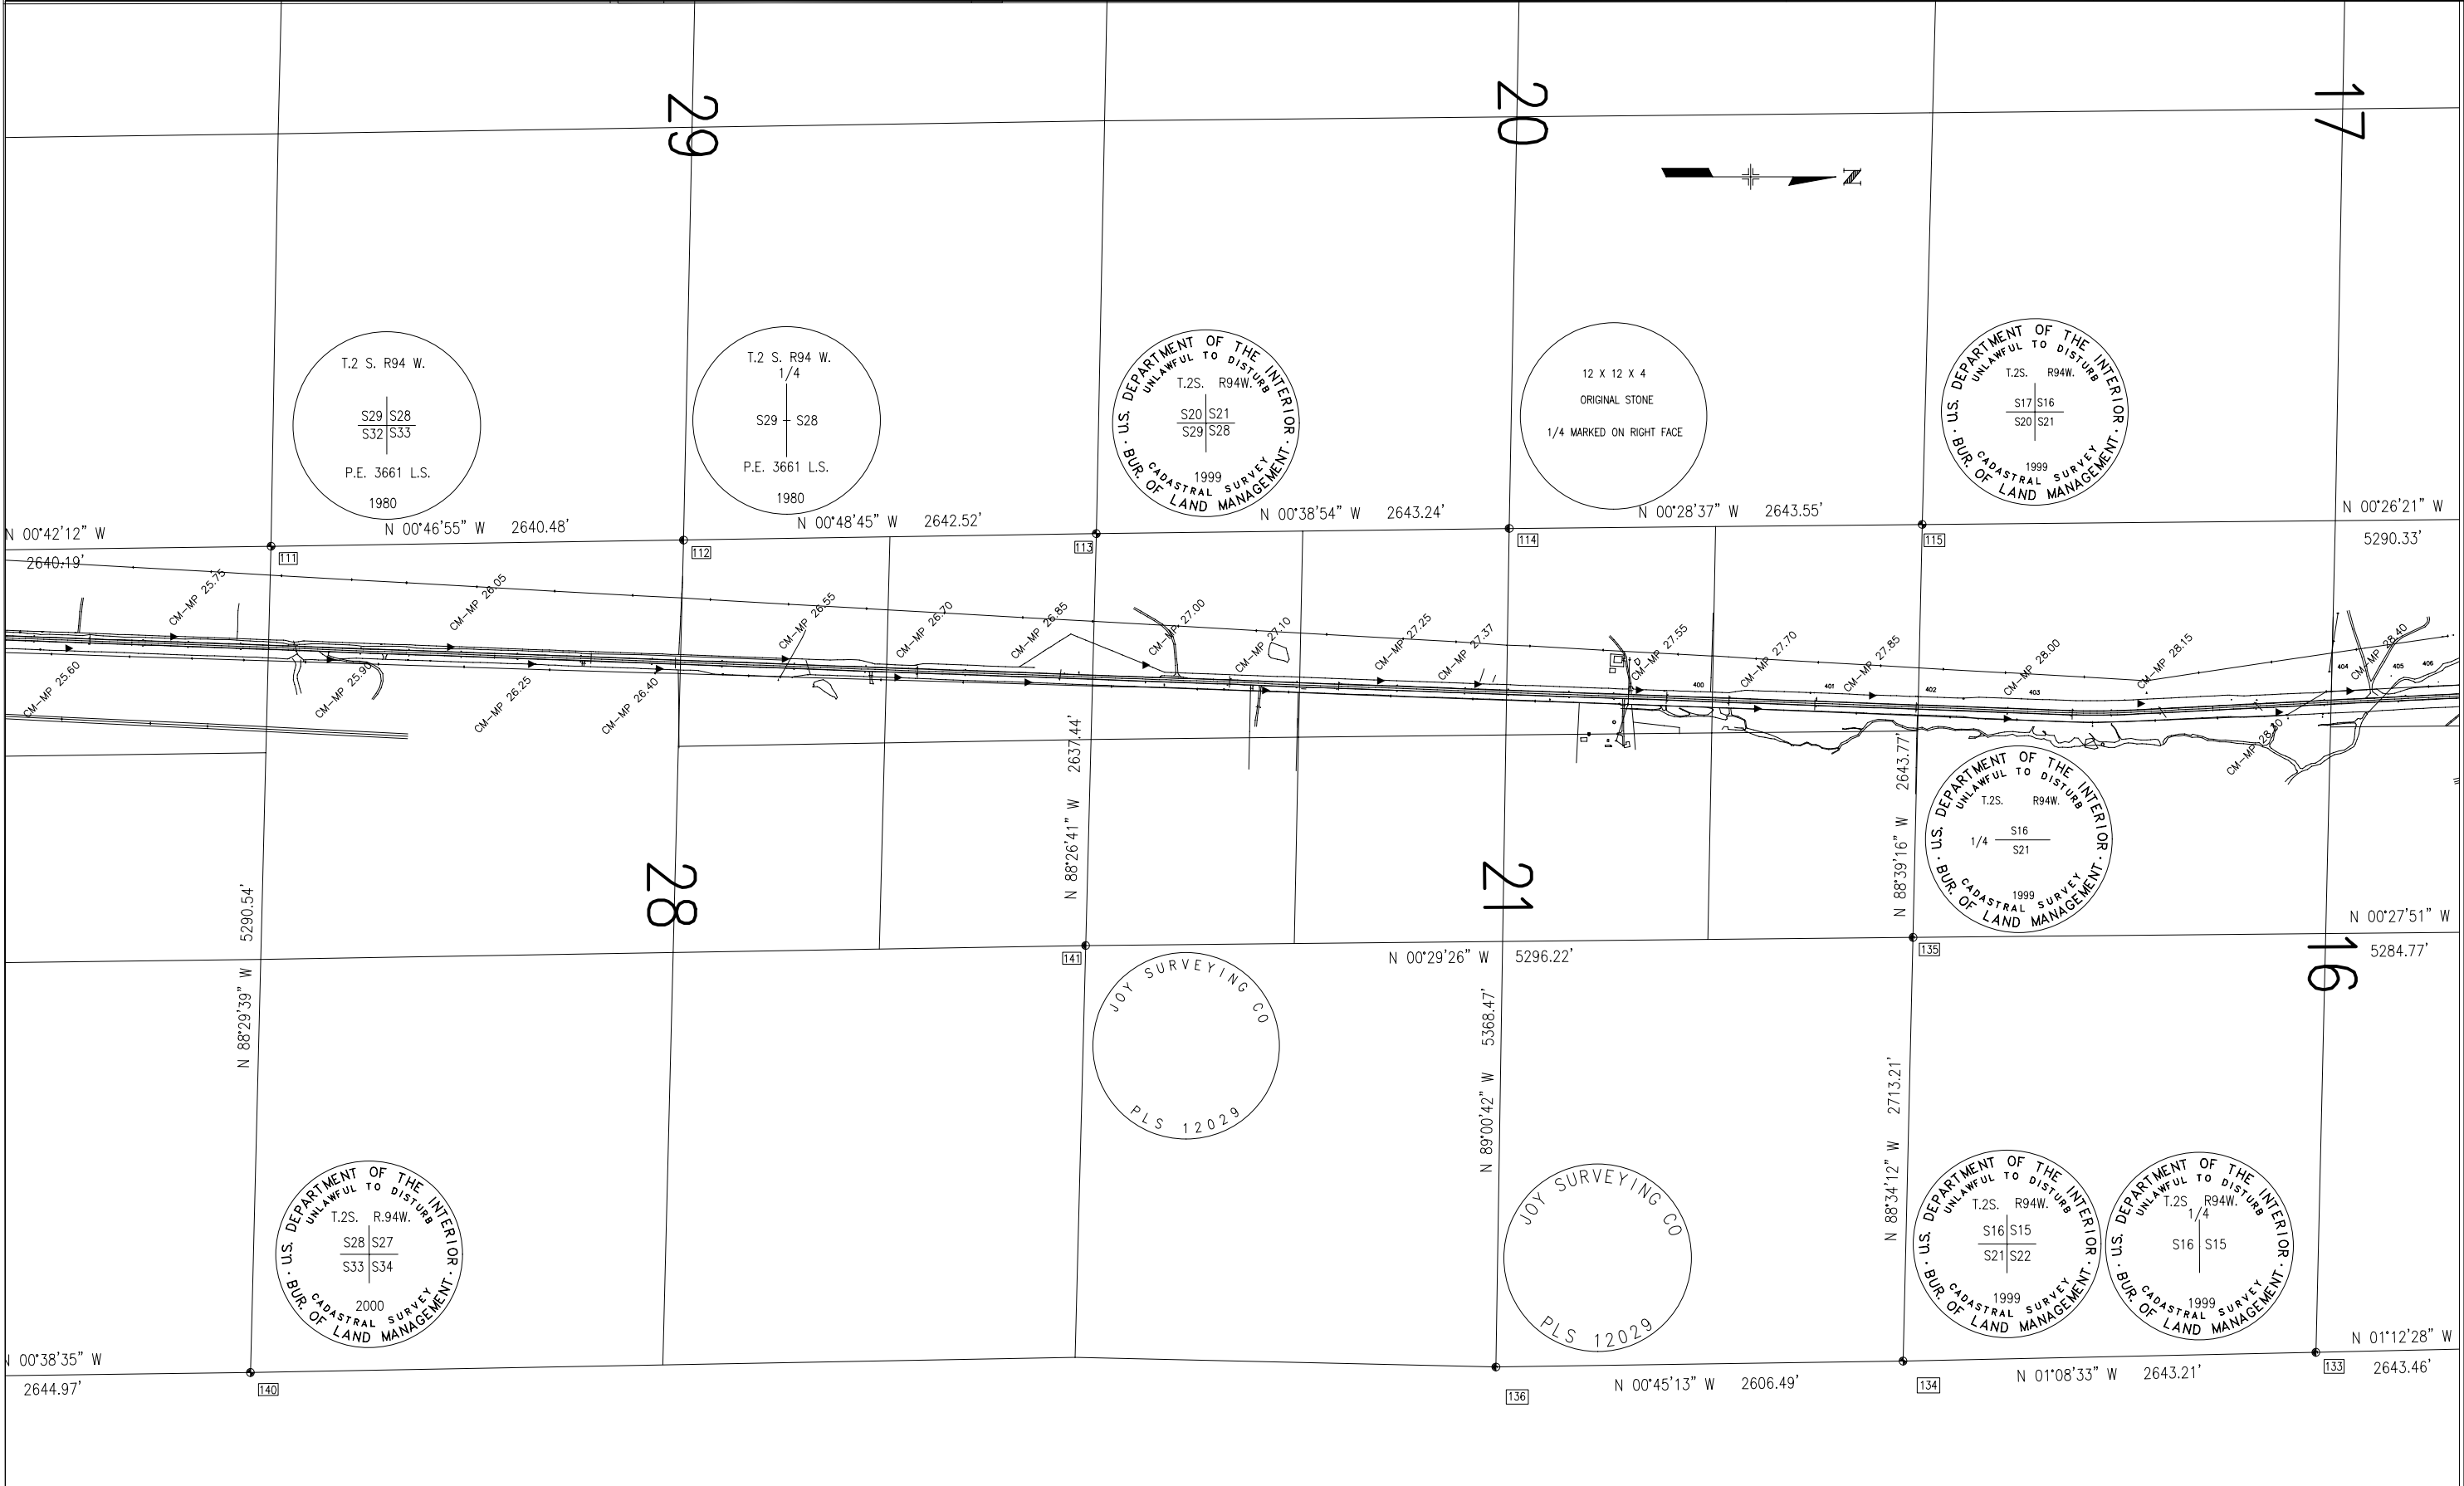 29
20
17
N
T.2 S. R94 W.
S29 S28
S32 S33
P.E. 3661 L.S.
1980
T.2 S. R94 W.
1/4
S29 S28
P.E. 3661 L.S.
1980
U.S. DEPARTMENT OF THE INTERIOR
UNLAWFUL TO DISTURB
T.2S. R94W.
S20 S21
S29 S28
1999
CADASTRAL SURVEY
BUR. OF LAND MANAGEMENT
12 X 12 X 4
ORIGINAL STONE
1/4 MARKED ON RIGHT FACE
U.S. DEPARTMENT OF THE INTERIOR
UNLAWFUL TO DISTURB
T.2S. R94W.
S17 S16
S20 S21
1999
CADASTRAL SURVEY
BUR. OF LAND MANAGEMENT
N 00°42'12" W
2640.19'
N 00°46'55" W 2640.48'
N 00°48'45" W 2642.52'
N 00°38'54" W 2643.24'
N 00°28'37" W 2643.55'
N 00°26'21" W
5290.33'
111
112
113
114
115
CM-MP 25.60
CM-MP 25.75
CM-MP 25.90
CM-MP 26.05
CM-MP 26.25
CM-MP 26.40
CM-MP 26.55
CM-MP 26.70
CM-MP 26.85
CM-MP 27.00
CM-MP 27.10
CM-MP 27.25
CM-MP 27.37
CM-MP 27.55
CM-MP 27.70
CM-MP 27.85
CM-MP 28.00
CM-MP 28.15
CM-MP 28.30
CM-MP 28.40
400
401
402
403
404
405
406
28
21
16
N 88°29'39" W 5290.54'
N 88°26'41" W 2637.44'
N 88°39'16" W 2643.77'
U.S. DEPARTMENT OF THE INTERIOR
UNLAWFUL TO DISTURB
T.2S. R94W.
1/4
S16
S21
1999
CADASTRAL SURVEY
BUR. OF LAND MANAGEMENT
N 00°27'51" W
5284.77'
141
N 00°29'26" W 5296.22'
135
JOY SURVEYING CO
PLS 12029
N 89°00'42" W 5368.47'
N 88°34'12" W 2713.21'
U.S. DEPARTMENT OF THE INTERIOR
UNLAWFUL TO DISTURB
T.2S. R.94W.
S28 S27
S33 S34
2000
CADASTRAL SURVEY
BUR. OF LAND MANAGEMENT
JOY SURVEYING CO
PLS 12029
U.S. DEPARTMENT OF THE INTERIOR
UNLAWFUL TO DISTURB
T.2S. R94W.
S16 S15
S21 S22
1999
CADASTRAL SURVEY
BUR. OF LAND MANAGEMENT
U.S. DEPARTMENT OF THE INTERIOR
UNLAWFUL TO DISTURB
T.2S. R94W.
1/4
S16 S15
1999
CADASTRAL SURVEY
BUR. OF LAND MANAGEMENT
N 00°38'35" W
2644.97'
140
136
N 00°45'13" W 2606.49'
134
N 01°08'33" W 2643.21'
133
N 01°12'28" W
2643.46'